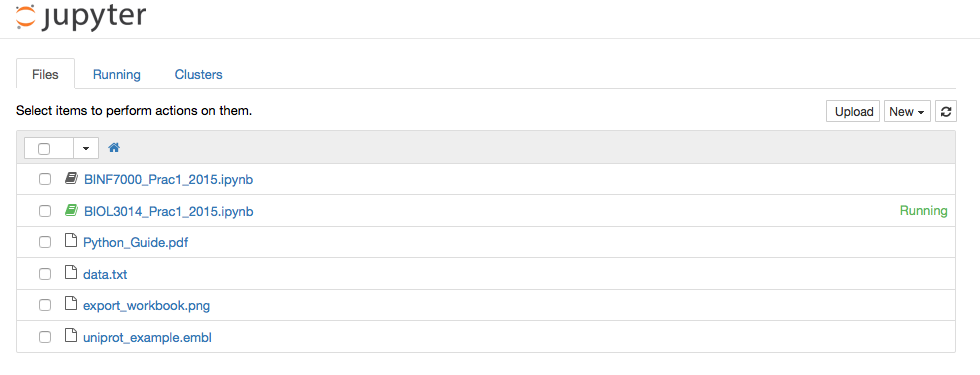 jupyter
Files Running Clusters
Select items to perform actions on them.
Upload New
BINF7000_Prac1_2015.ipynb
BIOL3014_Prac1_2015.ipynb Running
Python_Guide.pdf
data.txt
export_workbook.png
uniprot_example.embl